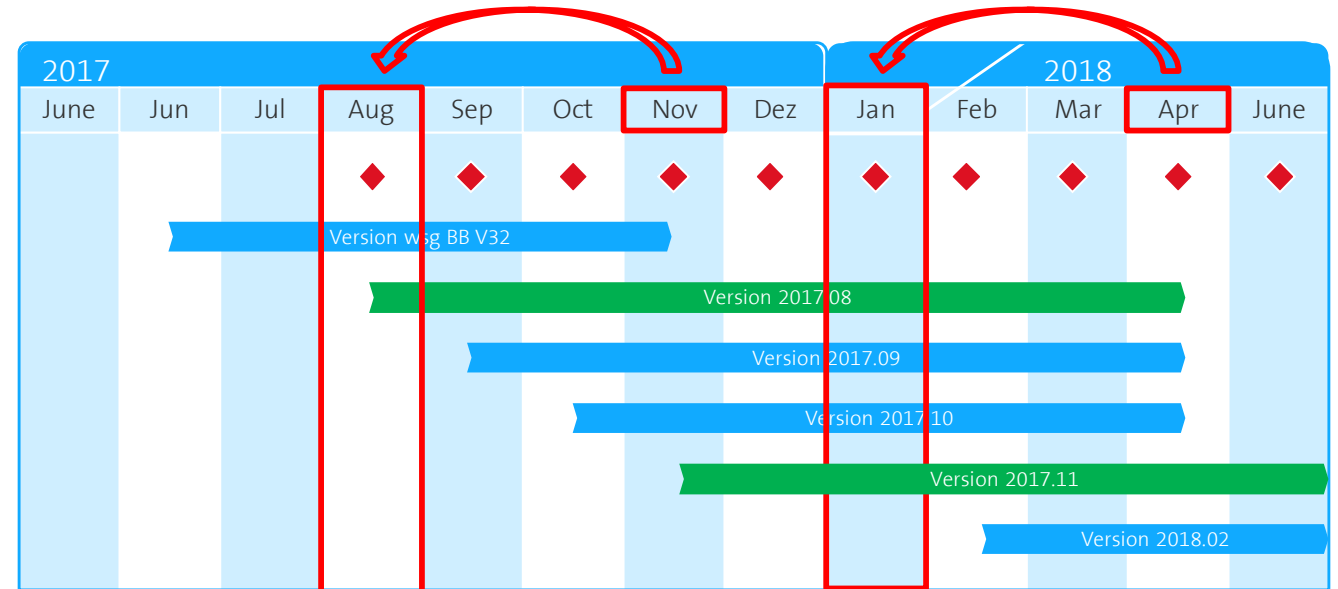 2017 2018
June Jun Jul Aug Sep Oct Nov Dez Jan Feb Mar Apr June
Version wsg BB V32
Version 2017.08
Version 2017.09
Version 2017.10
Version 2017.11
Version 2018.02